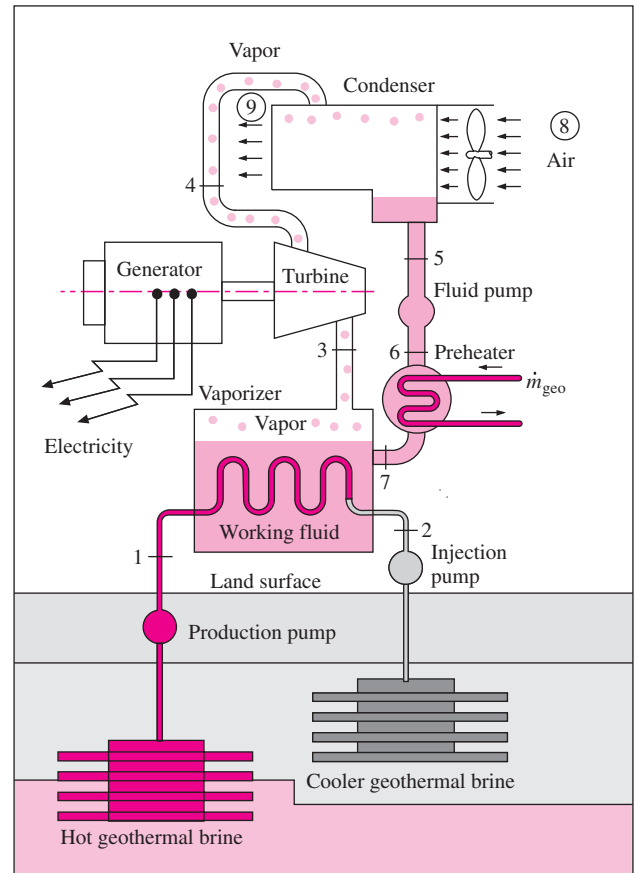 Vapor
Condenser
9
8
Air
4
5
Generator
Turbine
Fluid pump
3
6
Preheater
ṁgeo
Vaporizer
Vapor
Electricity
7
Working fluid
2
1
Injection
pump
Land surface
Production pump
Cooler geothermal brine
Hot geothermal brine